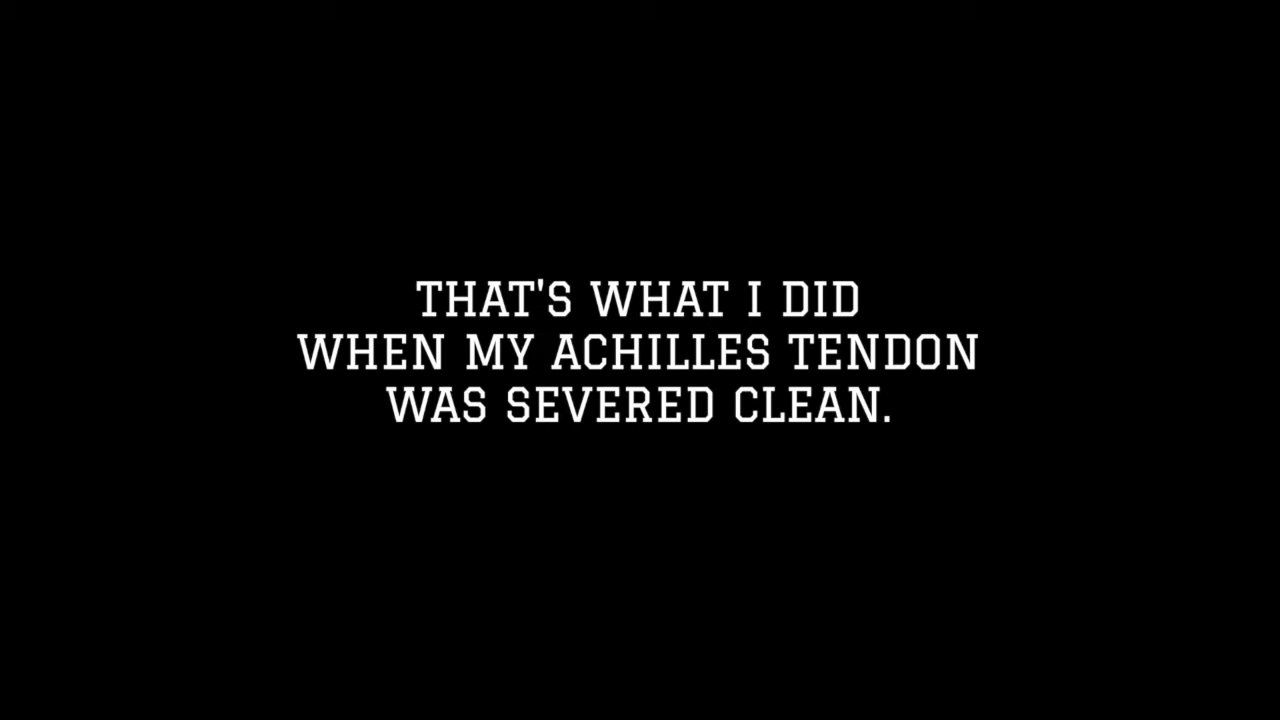 THAT'S WHAT I DID
WHEN MY ACHILLES TENDON
WAS SEVERED CLEAN.